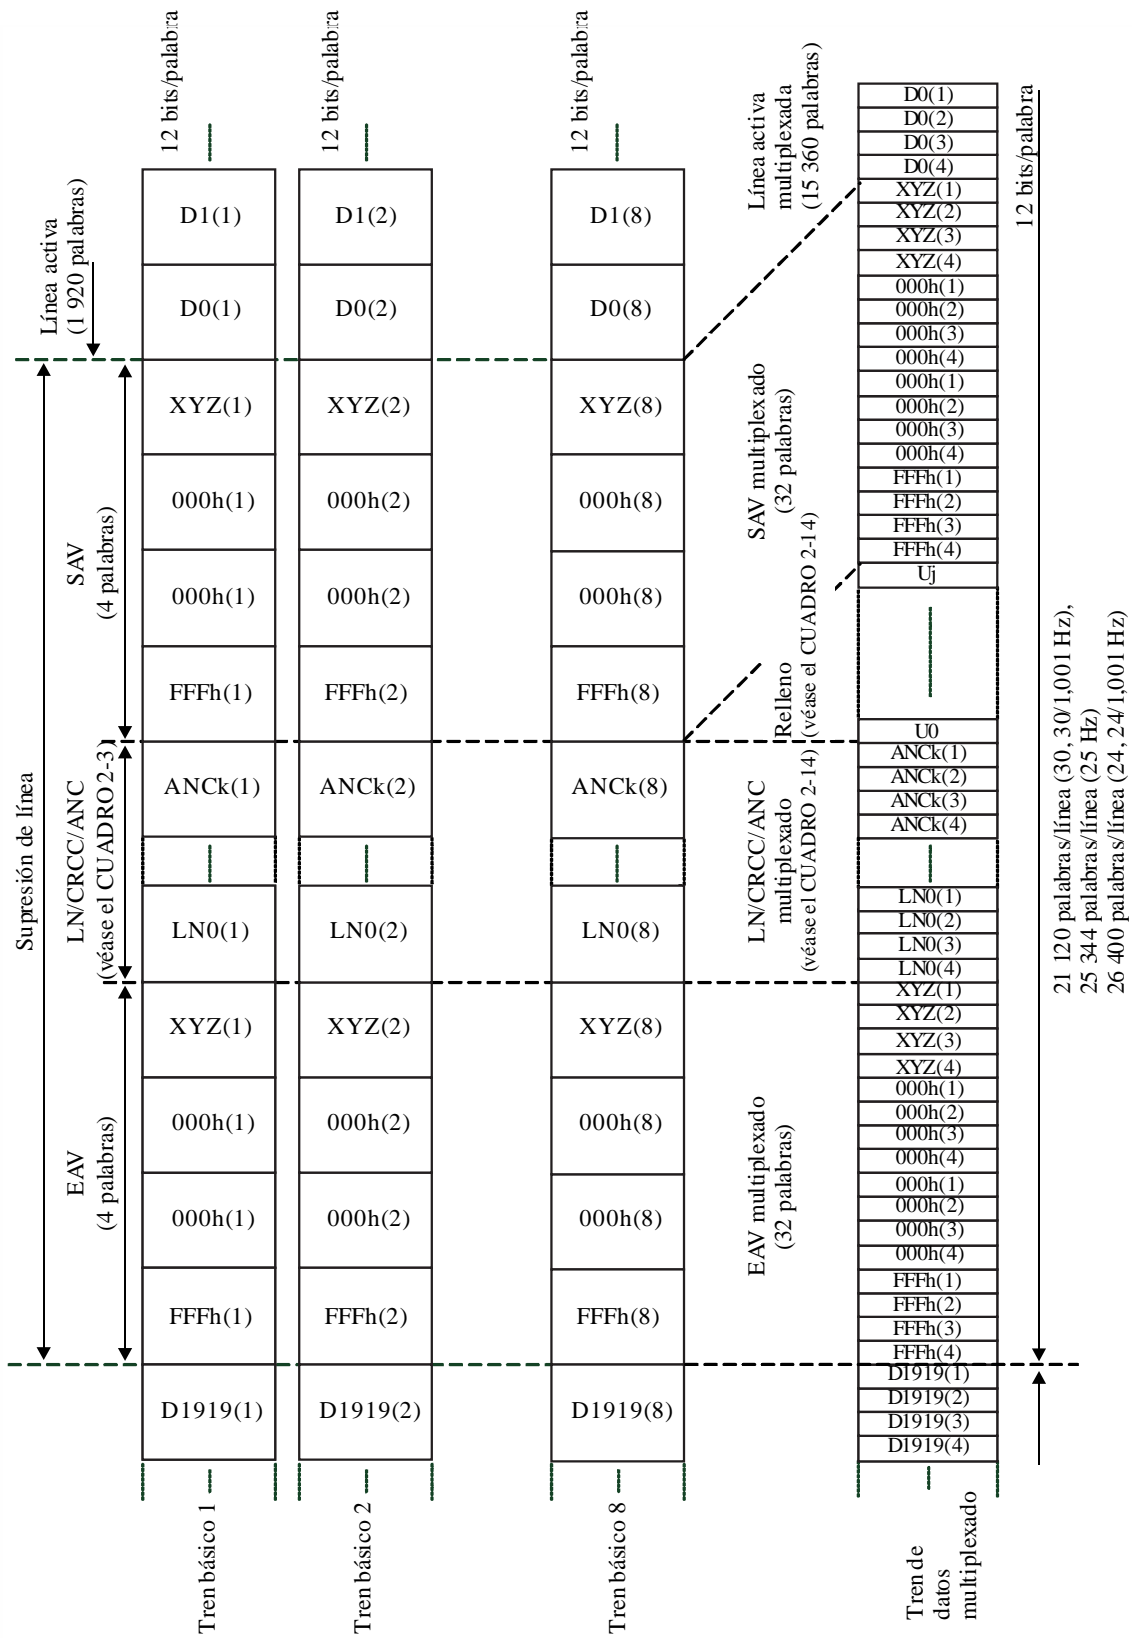 12 bits/palabra
12 bits/palabra
12 bits/palabra
Línea activa
(1 920 palabras)
Supresión de línea
SAV
(4 palabras)
LN/CRCC/ANC
(véase el CUADRO 2-3)
EAV
(4 palabras)
D1(1)
D0(1)
XYZ(1)
000h(1)
000h(1)
FFFh(1)
ANCk(1)
LN0(1)
XYZ(1)
000h(1)
000h(1)
FFFh(1)
D1919(1)
Tren básico 1
D1(2)
D0(2)
XYZ(2)
000h(2)
000h(2)
FFFh(2)
ANCk(2)
LN0(2)
XYZ(2)
000h(2)
000h(2)
FFFh(2)
D1919(2)
Tren básico 2
D1(8)
D0(8)
XYZ(8)
000h(8)
000h(8)
FFFh(8)
ANCk(8)
LN0(8)
XYZ(8)
000h(8)
000h(8)
FFFh(8)
D1919(8)
Tren básico 8
Línea activa
multiplexada
(15 360 palabras)
SAV multiplexado
(32 palabras)
Relleno
(véase el CUADRO 2-14)
LN/CRCC/ANC
multiplexado
(véase el CUADRO 2-14)
EAV multiplexado
(32 palabras)
D0(1)
D0(2)
D0(3)
D0(4)
XYZ(1)
XYZ(2)
XYZ(3)
XYZ(4)
000h(1)
000h(2)
000h(3)
000h(4)
000h(1)
000h(2)
000h(3)
000h(4)
FFFh(1)
FFFh(2)
FFFh(3)
FFFh(4)
Uj
U0
ANCk(1)
ANCk(2)
ANCk(3)
ANCk(4)
LN0(1)
LN0(2)
LN0(3)
LN0(4)
XYZ(1)
XYZ(2)
XYZ(3)
XYZ(4)
000h(1)
000h(2)
000h(3)
000h(4)
000h(1)
000h(2)
000h(3)
000h(4)
FFFh(1)
FFFh(2)
FFFh(3)
FFFh(4)
D1919(1)
D1919(2)
D1919(3)
D1919(4)
Tren de
datos
multiplexado
12 bits/palabra
21 120 palabras/línea (30, 30/1,001 Hz),
25 344 palabras/línea (25 Hz)
26 400 palabras/línea (24, 24/1,001 Hz)